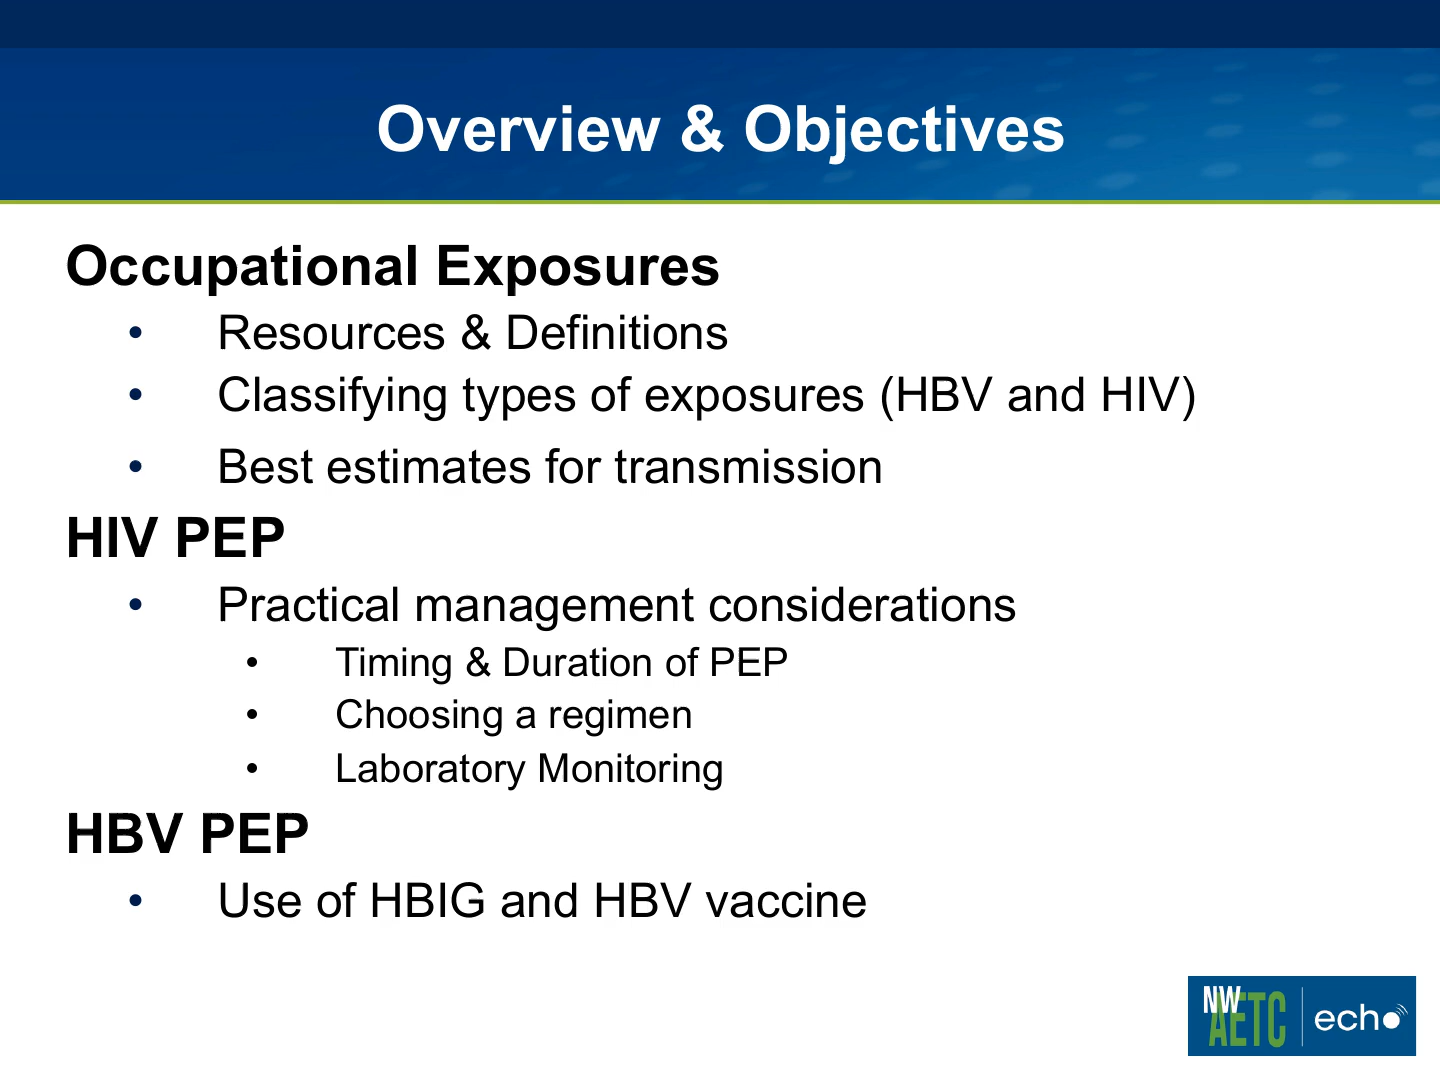 Overview & Objectives
Occupational Exposures
• Resources & Definitions
• Classifying types of exposures (HBV and HIV)
• Best estimates for transmission
HIV PEP
• Practical management considerations
• Timing & Duration of PEP
• Choosing a regimen
• Laboratory Monitoring
HBV PEP
• Use of HBIG and HBV vaccine
NW
AETC
echo